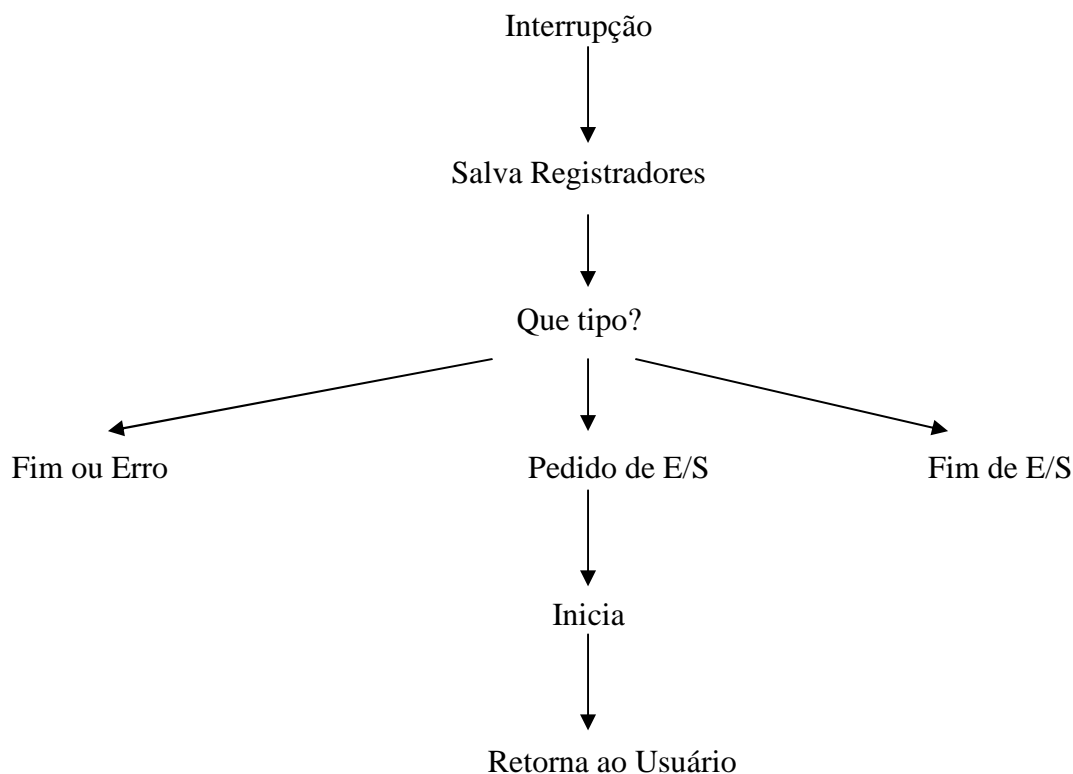 Interrupção
Salva Registradores
Que tipo?
Fim ou Erro
Pedido de E/S
Fim de E/S
Inicia
Retorna ao Usuário